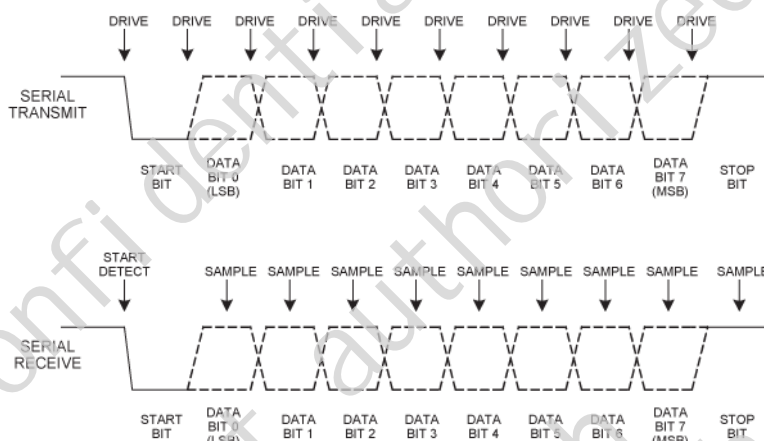 DRIVE DRIVE DRIVE DRIVE DRIVE DRIVE DRIVE DRIVE DRIVE DRIVE
SERIAL
TRANSMIT
START
BIT
DATA
BIT 0
(LSB)
DATA
BIT 1
DATA
BIT 2
DATA
BIT 3
DATA
BIT 4
DATA
BIT 5
DATA
BIT 6
DATA
BIT 7
(MSB)
STOP
BIT
START
DETECT
SAMPLE SAMPLE SAMPLE SAMPLE SAMPLE SAMPLE SAMPLE SAMPLE SAMPLE
SERIAL
RECEIVE
START
BIT
DATA
BIT 0
(LSB)
DATA
BIT 1
DATA
BIT 2
DATA
BIT 3
DATA
BIT 4
DATA
BIT 5
DATA
BIT 6
DATA
BIT 7
(MSB)
STOP
BIT